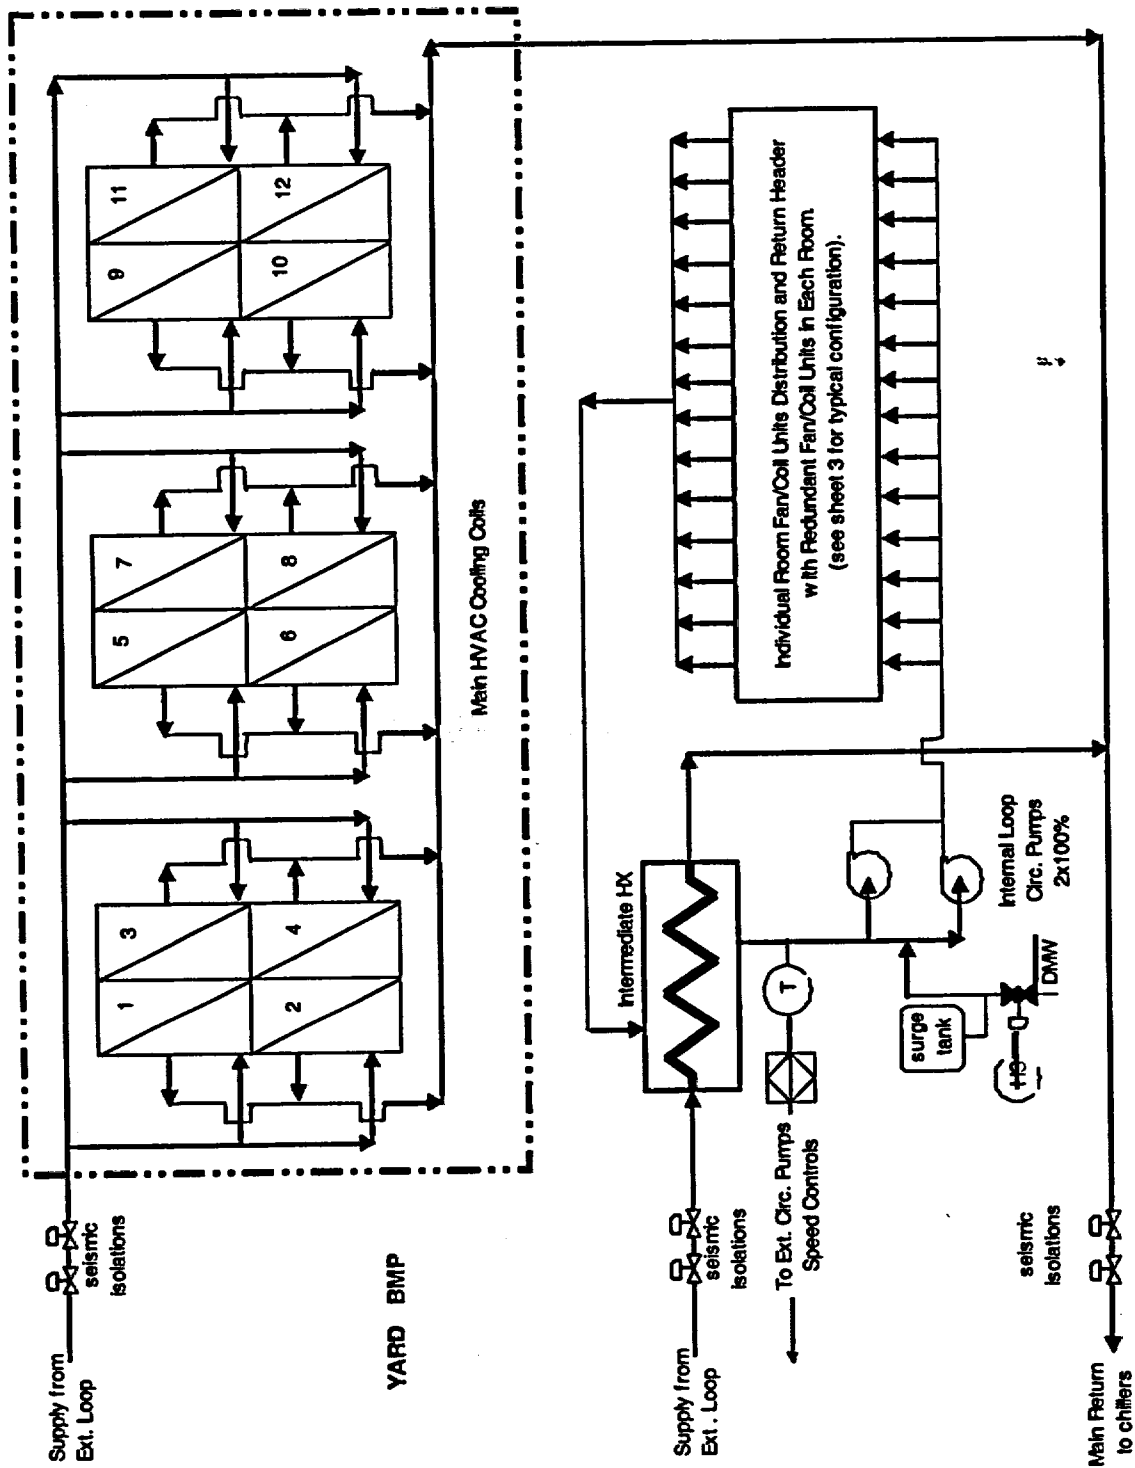 Supply from
Ext. Loop
seismic
isolations
YARD BMP
1
3
2
4
5
7
6
8
9
11
10
12
Main HVAC Cooling Coils
Supply from
Ext. Loop
seismic
isolations
Intermediate HX
To Ext. Circ. Pumps
Speed Controls
T
surge
tank
HS
DMW
Internal Loop
Circ. Pumps
2x100%
Individual Room Fan/Coil Units Distribution and Return Header
with Redundant Fan/Coil Units in Each Room.
(see sheet 3 for typical configuration).
Main Return
to chillers
seismic
isolations